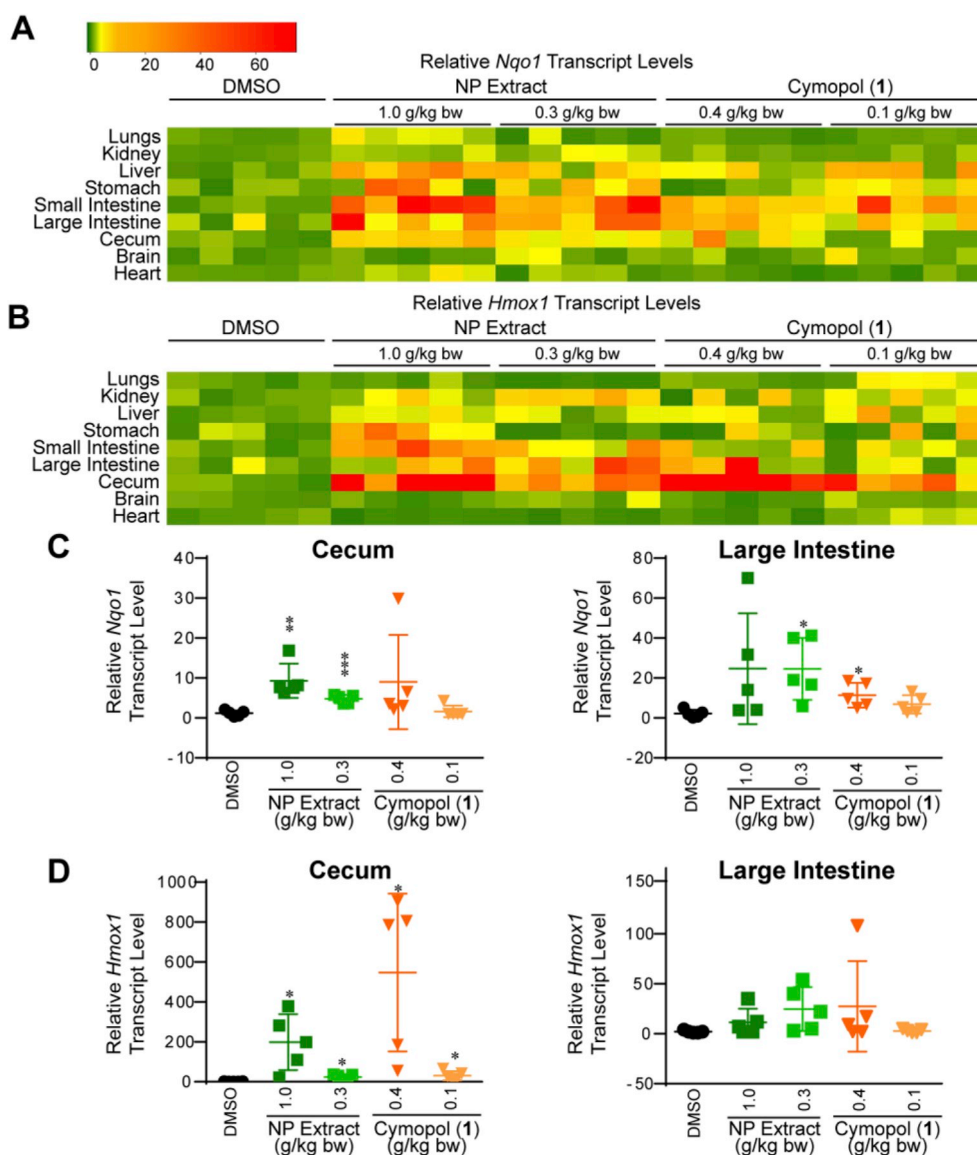 A
0 20 40 60
Relative Nqo1 Transcript Levels
DMSO NP Extract Cymopol (1)
1.0 g/kg bw 0.3 g/kg bw 0.4 g/kg bw 0.1 g/kg bw
Lungs
Kidney
Liver
Stomach
Small Intestine
Large Intestine
Cecum
Brain
Heart
B
Relative Hmox1 Transcript Levels
DMSO NP Extract Cymopol (1)
1.0 g/kg bw 0.3 g/kg bw 0.4 g/kg bw 0.1 g/kg bw
Lungs
Kidney
Liver
Stomach
Small Intestine
Large Intestine
Cecum
Brain
Heart
C
Cecum
Relative Nqo1
Transcript Level
40
30
20
10
0
-10
**
***
DMSO
1.0
0.3
0.4
0.1
NP Extract Cymopol (1)
(g/kg bw) (g/kg bw)
Large Intestine
Relative Nqo1
Transcript Level
80
60
40
20
0
-20
*
*
DMSO
1.0
0.3
0.4
0.1
NP Extract Cymopol (1)
(g/kg bw) (g/kg bw)
D
Cecum
Relative Hmox1
Transcript Level
1000
800
600
400
200
0
*
*
*
*
DMSO
1.0
0.3
0.4
0.1
NP Extract Cymopol (1)
(g/kg bw) (g/kg bw)
Large Intestine
Relative Hmox1
Transcript Level
150
100
50
0
-50
DMSO
1.0
0.3
0.4
0.1
NP Extract Cymopol (1)
(g/kg bw) (g/kg bw)